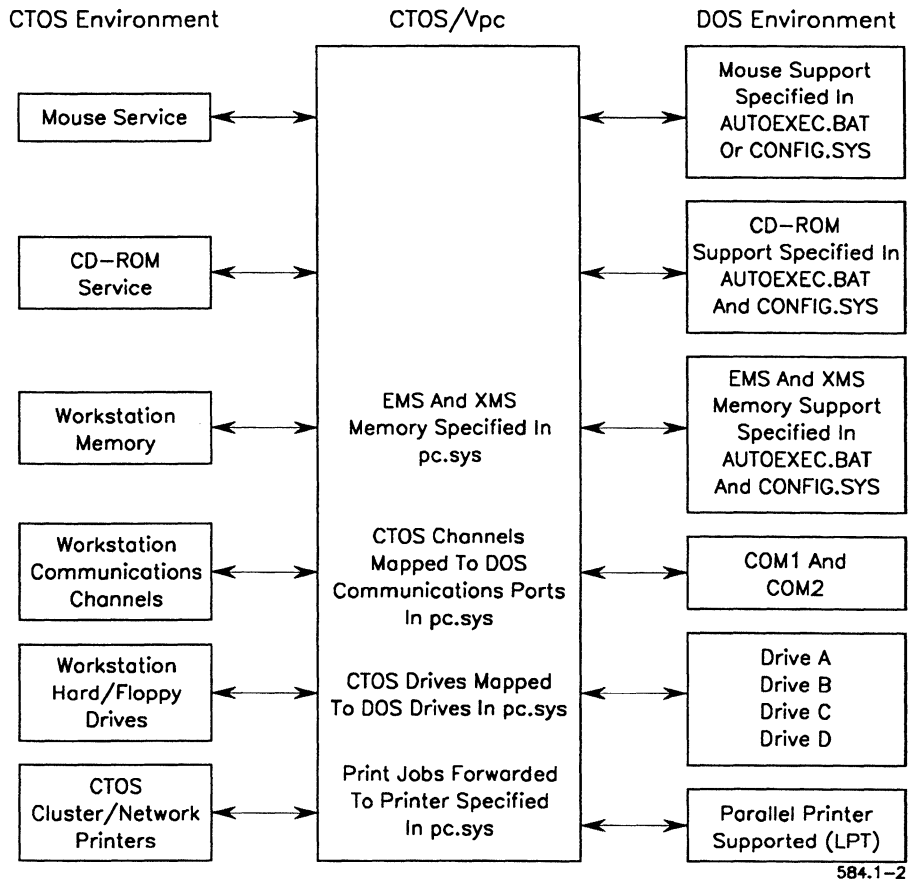 CTOS Environment
CTOS/Vpc
DOS Environment
Mouse Service
Mouse Support
Specified In
AUTOEXEC.BAT
Or CONFIG.SYS
CD-ROM
Service
CD-ROM
Support Specified In
AUTOEXEC.BAT
And CONFIG.SYS
Workstation
Memory
EMS And XMS
Memory Specified In
pc.sys
EMS And XMS
Memory Support
Specified In
AUTOEXEC.BAT
And CONFIG.SYS
Workstation
Communications
Channels
CTOS Channels
Mapped To DOS
Communications Ports
In pc.sys
COM1 And
COM2
Workstation
Hard/Floppy
Drives
CTOS Drives Mapped
To DOS Drives In pc.sys
Drive A
Drive B
Drive C
Drive D
CTOS
Cluster/Network
Printers
Print Jobs Forwarded
To Printer Specified
In pc.sys
Parallel Printer
Supported (LPT)
584.1-2